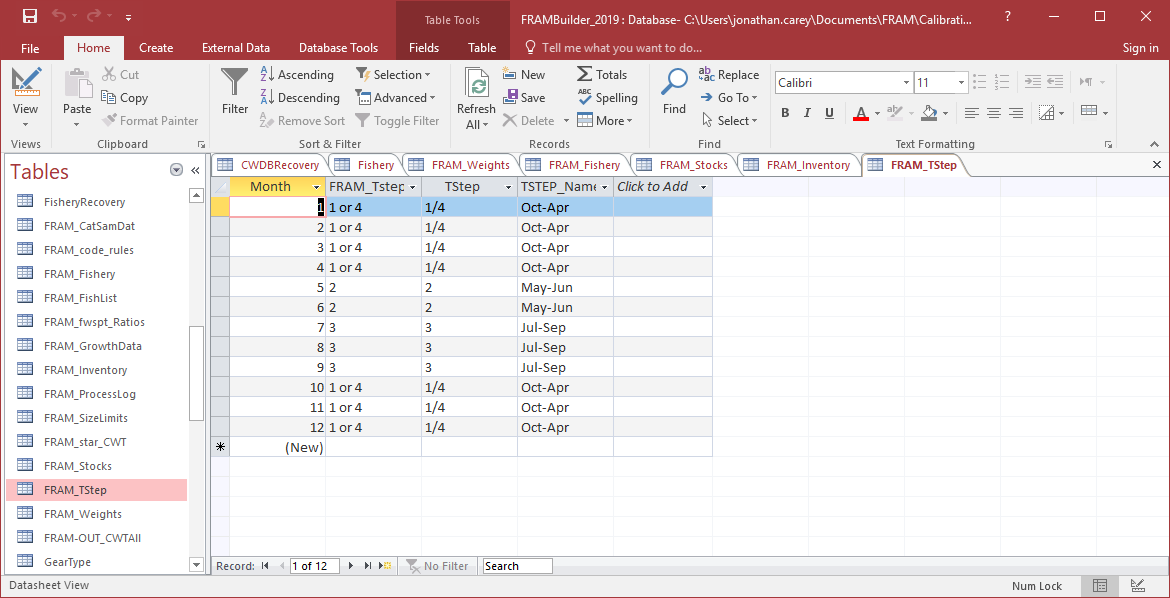 Table Tools
FRAMBuilder_2019 : Database- C:\Users\jonathan.carey\Documents\FRAM\Calibrati...
?
File
Home
Create
External Data
Database Tools
Fields
Table
Tell me what you want to do...
Sign in
View
Views
Paste
Cut
Copy
Format Painter
Clipboard
Filter
Ascending
Descending
Remove Sort
Selection
Advanced
Toggle Filter
Sort & Filter
Refresh
All
New
Save
Delete
Totals
Spelling
More
Records
Find
Replace
Go To
Select
Find
Calibri
11
B I U
Text Formatting
Tables
FisheryRecovery
FRAM_CatSamDat
FRAM_code_rules
FRAM_Fishery
FRAM_FishList
FRAM_fwspt_Ratios
FRAM_GrowthData
FRAM_Inventory
FRAM_ProcessLog
FRAM_SizeLimits
FRAM_star_CWT
FRAM_Stocks
FRAM_TStep
FRAM_Weights
FRAM-OUT_CWTAll
GearType
CWDBRecovery
Fishery
FRAM_Weights
FRAM_Fishery
FRAM_Stocks
FRAM_Inventory
FRAM_TStep
Month FRAM_Tstep TStep TSTEP_Name Click to Add
1 1 or 4 1/4 Oct-Apr
2 1 or 4 1/4 Oct-Apr
3 1 or 4 1/4 Oct-Apr
4 1 or 4 1/4 Oct-Apr
5 2 2 May-Jun
6 2 2 May-Jun
7 3 3 Jul-Sep
8 3 3 Jul-Sep
9 3 3 Jul-Sep
10 1 or 4 1/4 Oct-Apr
11 1 or 4 1/4 Oct-Apr
12 1 or 4 1/4 Oct-Apr
(New)
Record: 1 of 12 No Filter Search
Datasheet View
Num Lock